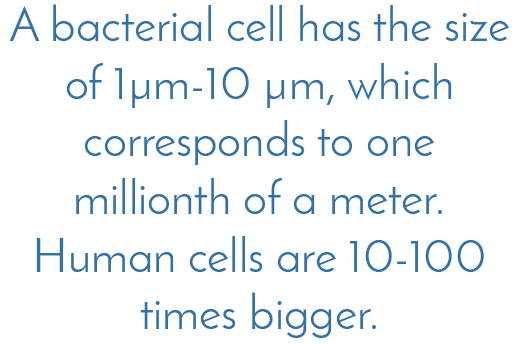 A bacterial cell has the size
of 1µm-10 µm, which
corresponds to one
millionth of a meter.
Human cells are 10-100
times bigger.